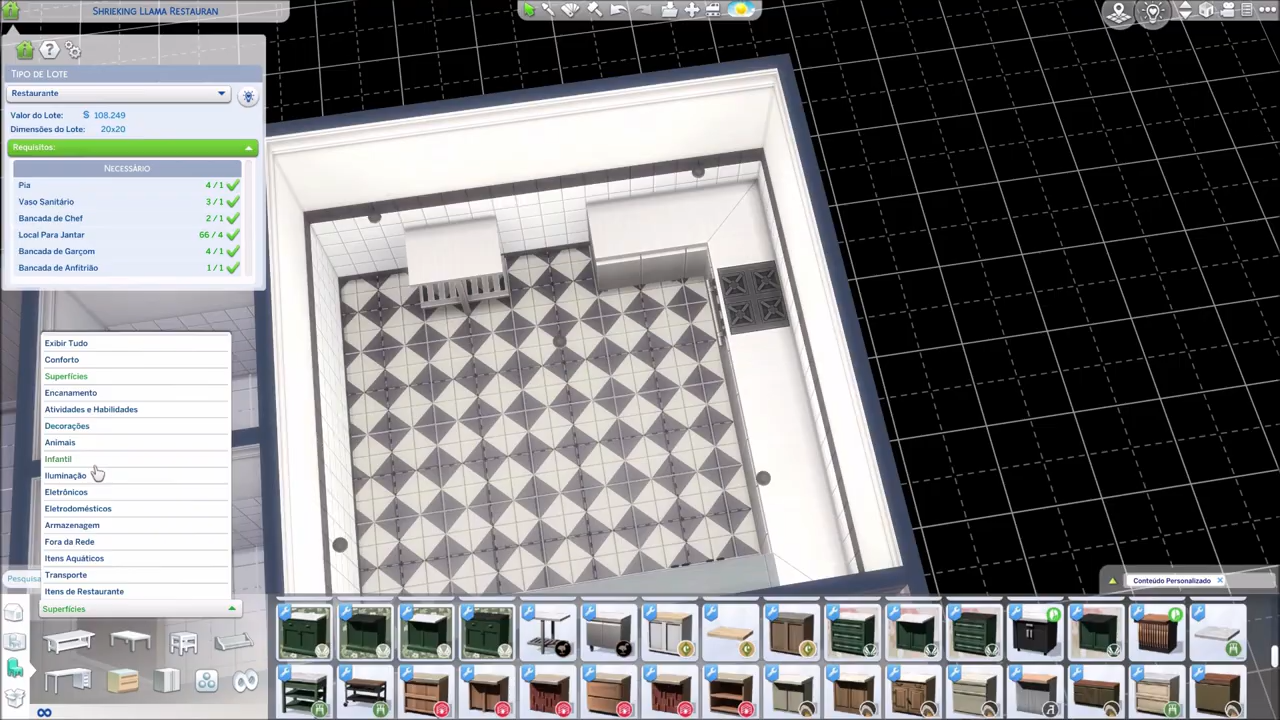 SHRIEKING LLAMA RESTAURAN
TIPO DE LOTE
Restaurante
Valor do Lote: § 108.249
Dimensões do Lote: 20x20
Requisitos:
NECESSÁRIO
Pia 4 / 1
Vaso Sanitário 3 / 1
Bancada de Chef 2 / 1
Local Para Jantar 66 / 4
Bancada de Garçom 4 / 1
Bancada de Anfitrião 1 / 1
Exibir Tudo
Conforto
Superfícies
Encanamento
Atividades e Habilidades
Decorações
Animais
Infantil
Iluminação
Eletrônicos
Eletrodomésticos
Armazenagem
Fora da Rede
Itens Aquáticos
Transporte
Itens de Restaurante
Pesquisa
Superfícies
Conteúdo Personalizado